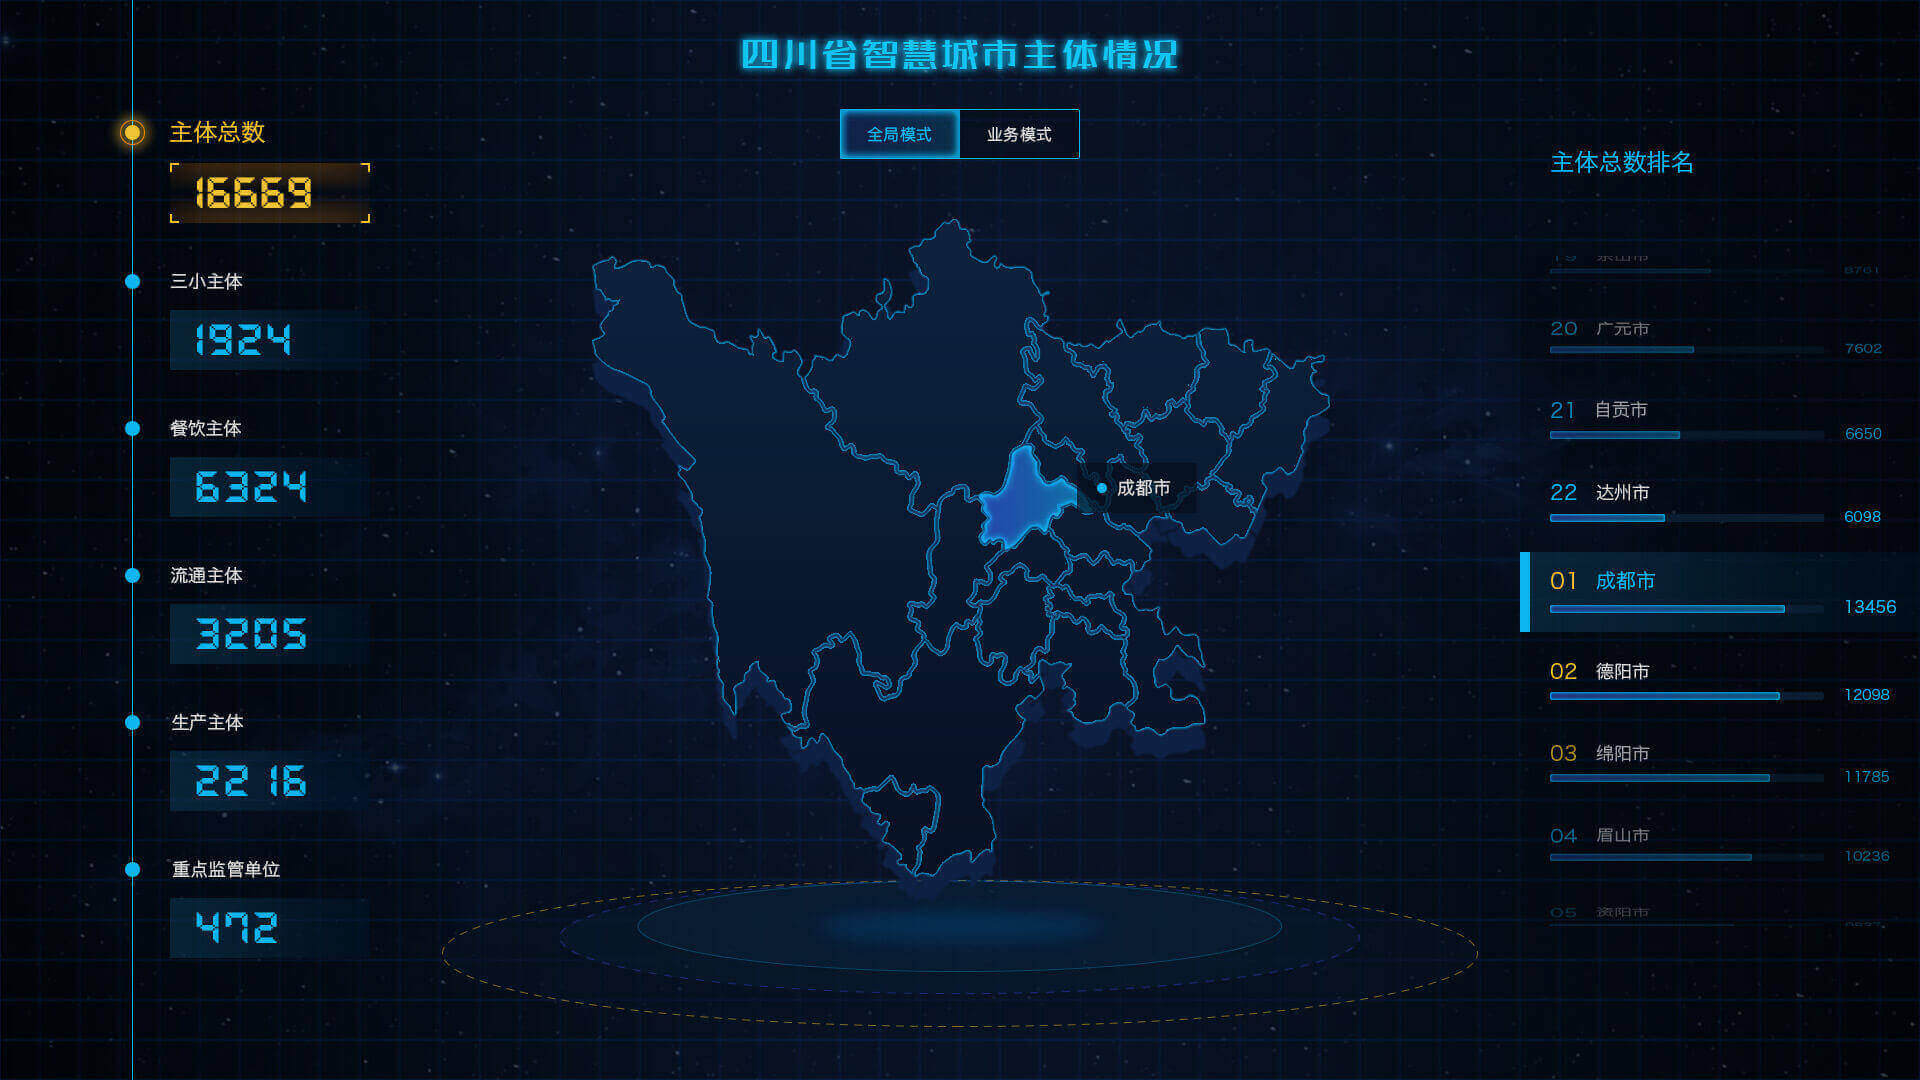 四川省智慧城市主体情况
全局模式
业务模式
主体总数
16669
三小主体
1924
餐饮主体
6324
流通主体
3205
生产主体
2216
重点监管单位
472
成都市
主体总数排名
19
8761
20 广元市
7602
21 自贡市
6650
22 达州市
6098
01 成都市
13456
02 德阳市
12098
03 绵阳市
11785
04 眉山市
10236
05 资阳市